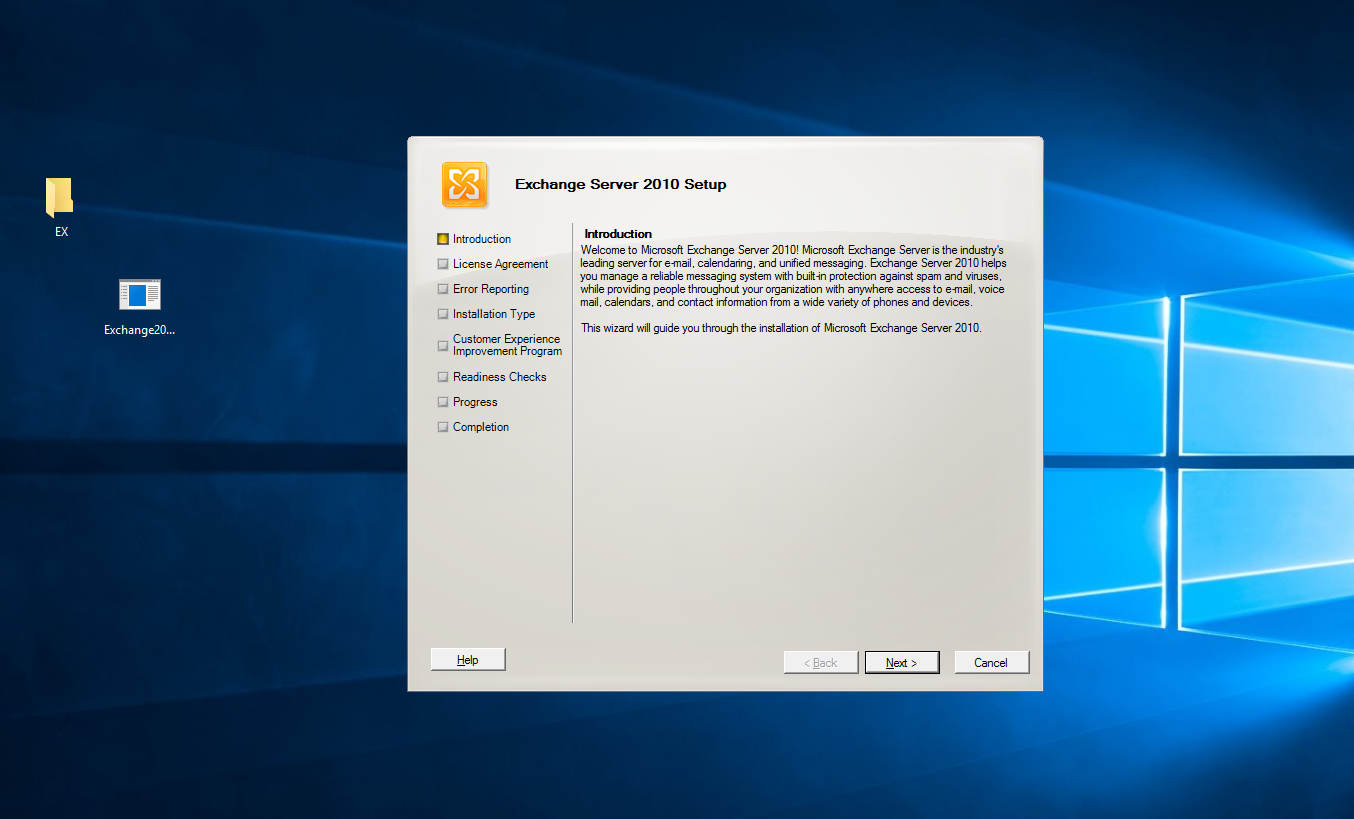 EX
Exchange20...
Exchange Server 2010 Setup
Introduction
License Agreement
Error Reporting
Installation Type
Customer Experience
Improvement Program
Readiness Checks
Progress
Completion
Introduction
Welcome to Microsoft Exchange Server 2010! Microsoft Exchange Server is the industry's
leading server for e-mail, calendaring, and unified messaging. Exchange Server 2010 helps
you manage a reliable messaging system with built-in protection against spam and viruses,
while providing people throughout your organization with anywhere access to e-mail, voice
mail, calendars, and contact information from a wide variety of phones and devices.
This wizard will guide you through the installation of Microsoft Exchange Server 2010.
Help
< Back
Next >
Cancel